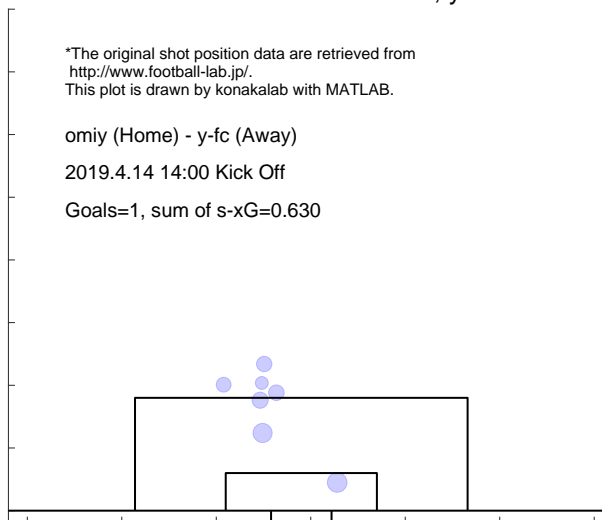 *The original shot position data are retrieved from
http://www.football-lab.jp/.
This plot is drawn by konakalab with MATLAB.
omiy (Home) - y-fc (Away)
2019.4.14 14:00 Kick Off
Goals=1, sum of s-xG=0.630